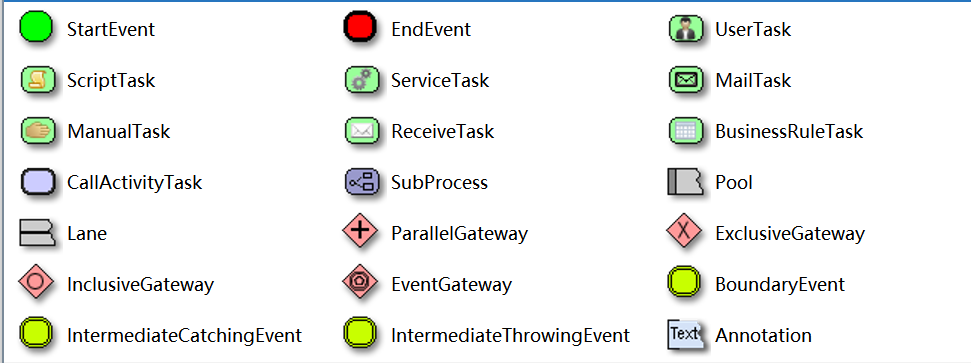 StartEvent EndEvent UserTask
ScriptTask ServiceTask MailTask
ManualTask ReceiveTask BusinessRuleTask
CallActivityTask SubProcess Pool
Lane ParallelGateway ExclusiveGateway
InclusiveGateway EventGateway BoundaryEvent
IntermediateCatchingEvent IntermediateThrowingEvent Text Annotation